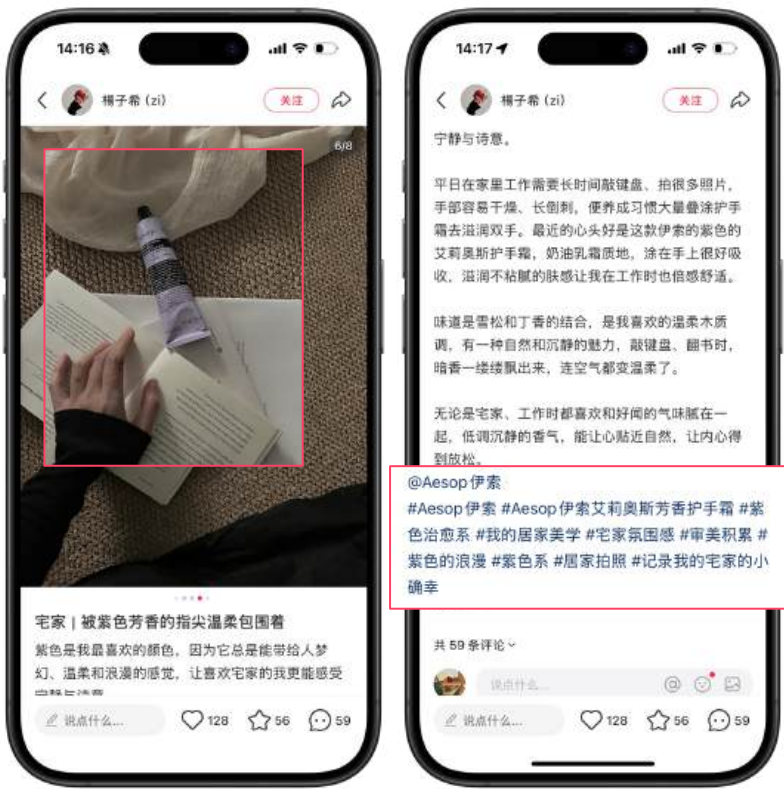 14:16
楊子希 (zi)
关注
6/8
宅家 | 被紫色芳香的指尖温柔包围着
紫色是我最喜欢的颜色，因为它总是能带给人梦
幻、温柔和浪漫的感觉，让喜欢宅家的我更能感受
宁静与诗意
说点什么...
128
56
59
14:17
楊子希 (zi)
关注
宁静与诗意。
平日在家里工作需要长时间敲键盘、拍很多照片，
手部容易干燥、长倒刺，便养成习惯大量叠涂护手
霜去滋润双手。最近的心头好是这款伊索的紫色的
艾莉奥斯护手霜，奶油乳霜质地，涂在手上很好吸
收，滋润不粘腻的肤感让我在工作时也倍感舒适。
味道是雪松和丁香的结合，是我喜欢的温柔木质
调，有一种自然和沉静的魅力，敲键盘、翻书时，
暗香一缕缕飘出来，连空气都变温柔了。
无论是宅家、工作时都喜欢和好闻的气味腻在一
起，低调沉静的香气，能让心贴近自然，让内心得
到放松。
@Aesop伊索
#Aesop伊索 #Aesop伊索艾莉奥斯芳香护手霜 #紫
色治愈系 #我的居家美学 #宅家氛围感 #审美积累 #
紫色的浪漫 #紫色系 #居家拍照 #记录我的宅家的小
确幸
共 59 条评论
说点什么...
说点什么...
128
56
59